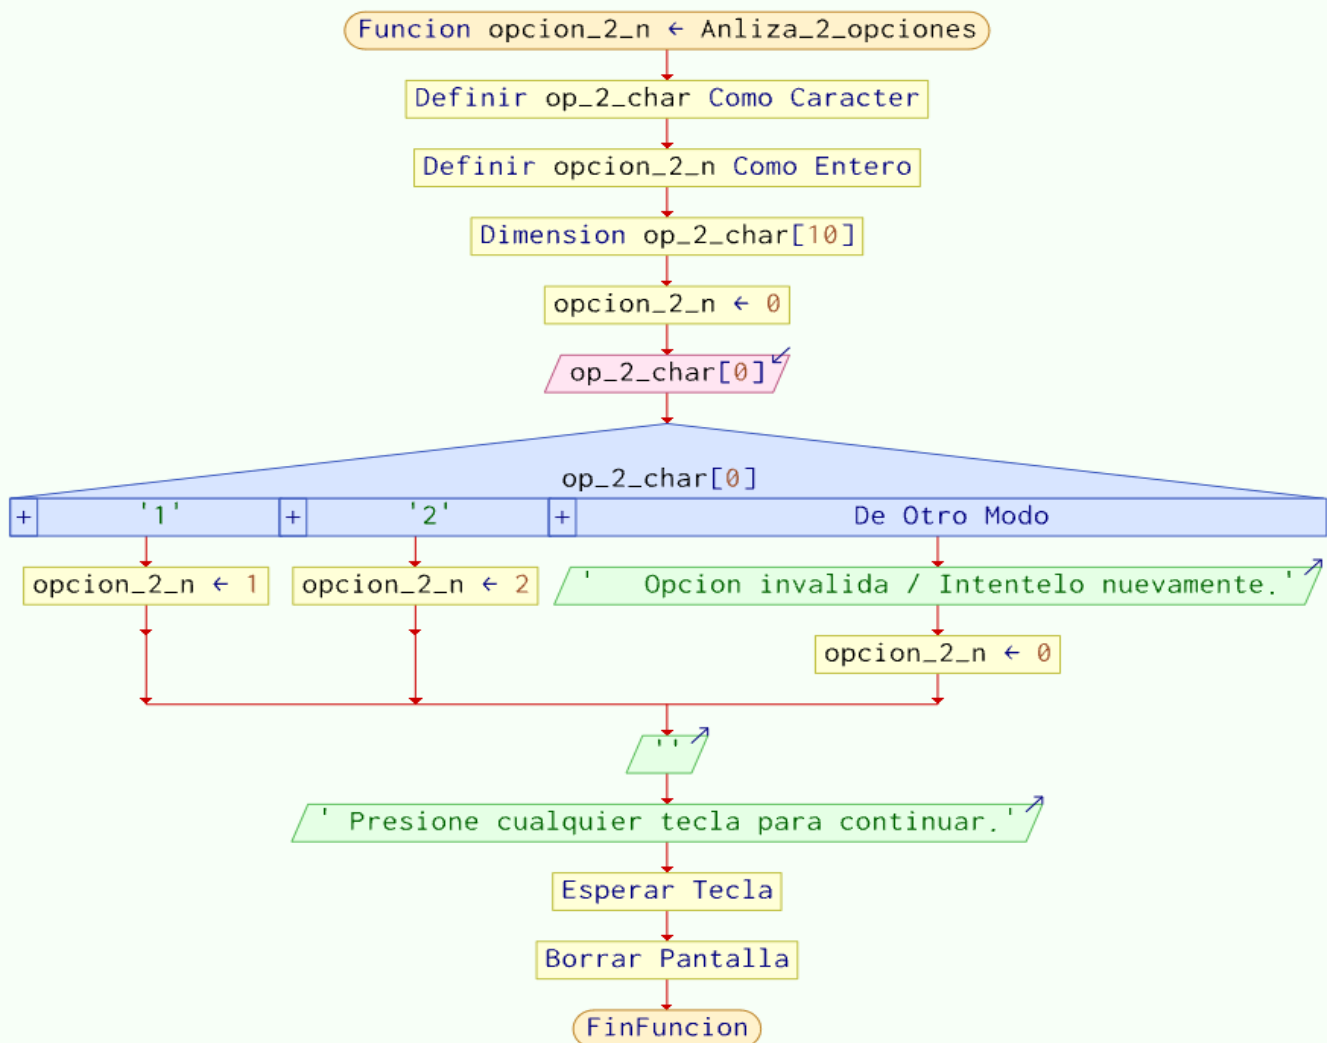 Funcion opcion_2_n ← Anliza_2_opciones
Definir op_2_char Como Caracter
Definir opcion_2_n Como Entero
Dimension op_2_char[10]
opcion_2_n ← 0
op_2_char[0]
op_2_char[0]
+ '1' + '2' + De Otro Modo
opcion_2_n ← 1 opcion_2_n ← 2 '   Opcion invalida / Intentelo nuevamente.'
opcion_2_n ← 0
''
' Presione cualquier tecla para continuar.'
Esperar Tecla
Borrar Pantalla
FinFuncion